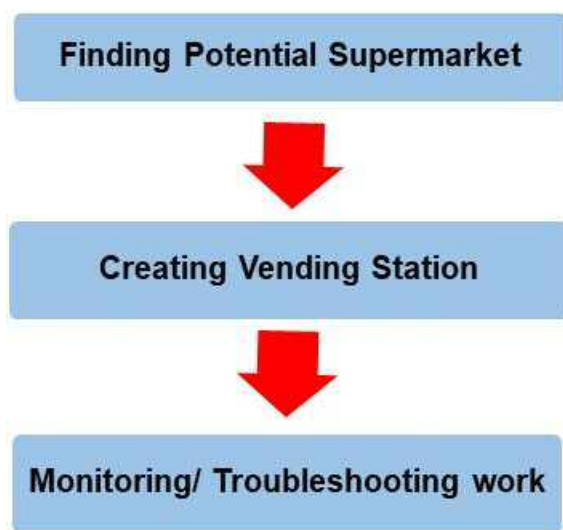 Finding Potential Supermarket
Creating Vending Station
Monitoring/ Troubleshooting work